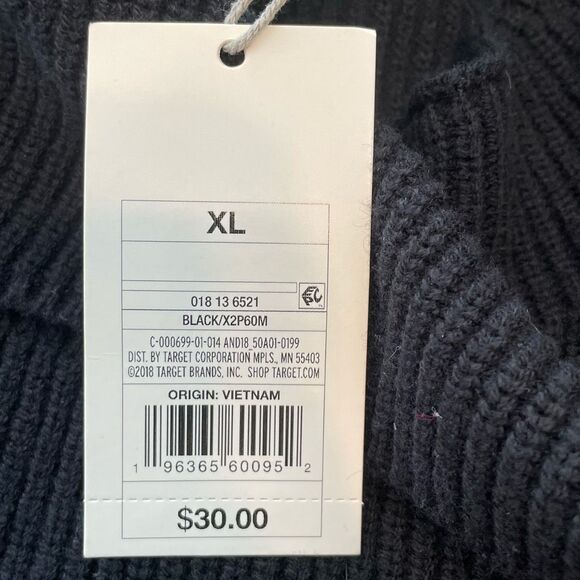 XL
018 13 6521
EPC
BLACK/X2P60M
C-000699-01-014 AND18_50A01-0199
DIST. BY TARGET CORPORATION MPLS., MN 55403
©2018 TARGET BRANDS, INC. SHOP TARGET.COM
ORIGIN: VIETNAM
1 96365 60095 2
$30.00